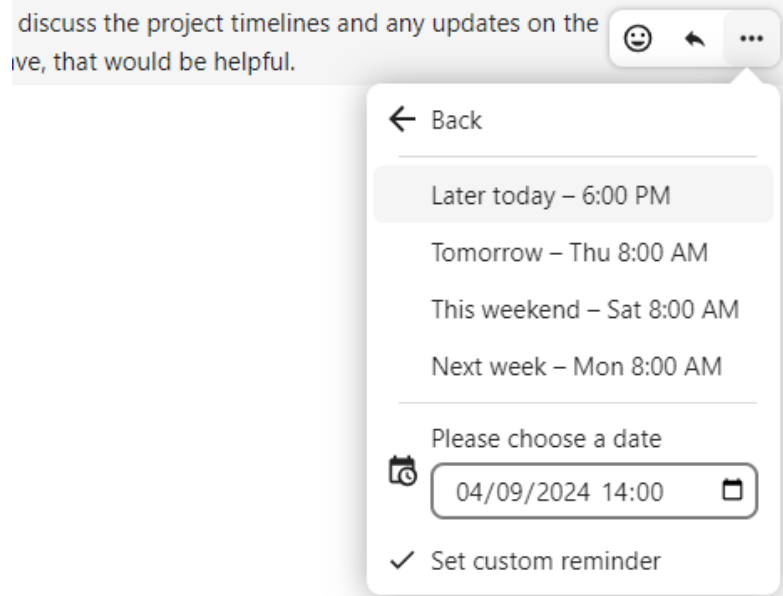 discuss the project timelines and any updates on the
ve, that would be helpful.
Back
Later today – 6:00 PM
Tomorrow – Thu 8:00 AM
This weekend – Sat 8:00 AM
Next week – Mon 8:00 AM
Please choose a date
04/09/2024 14:00
Set custom reminder